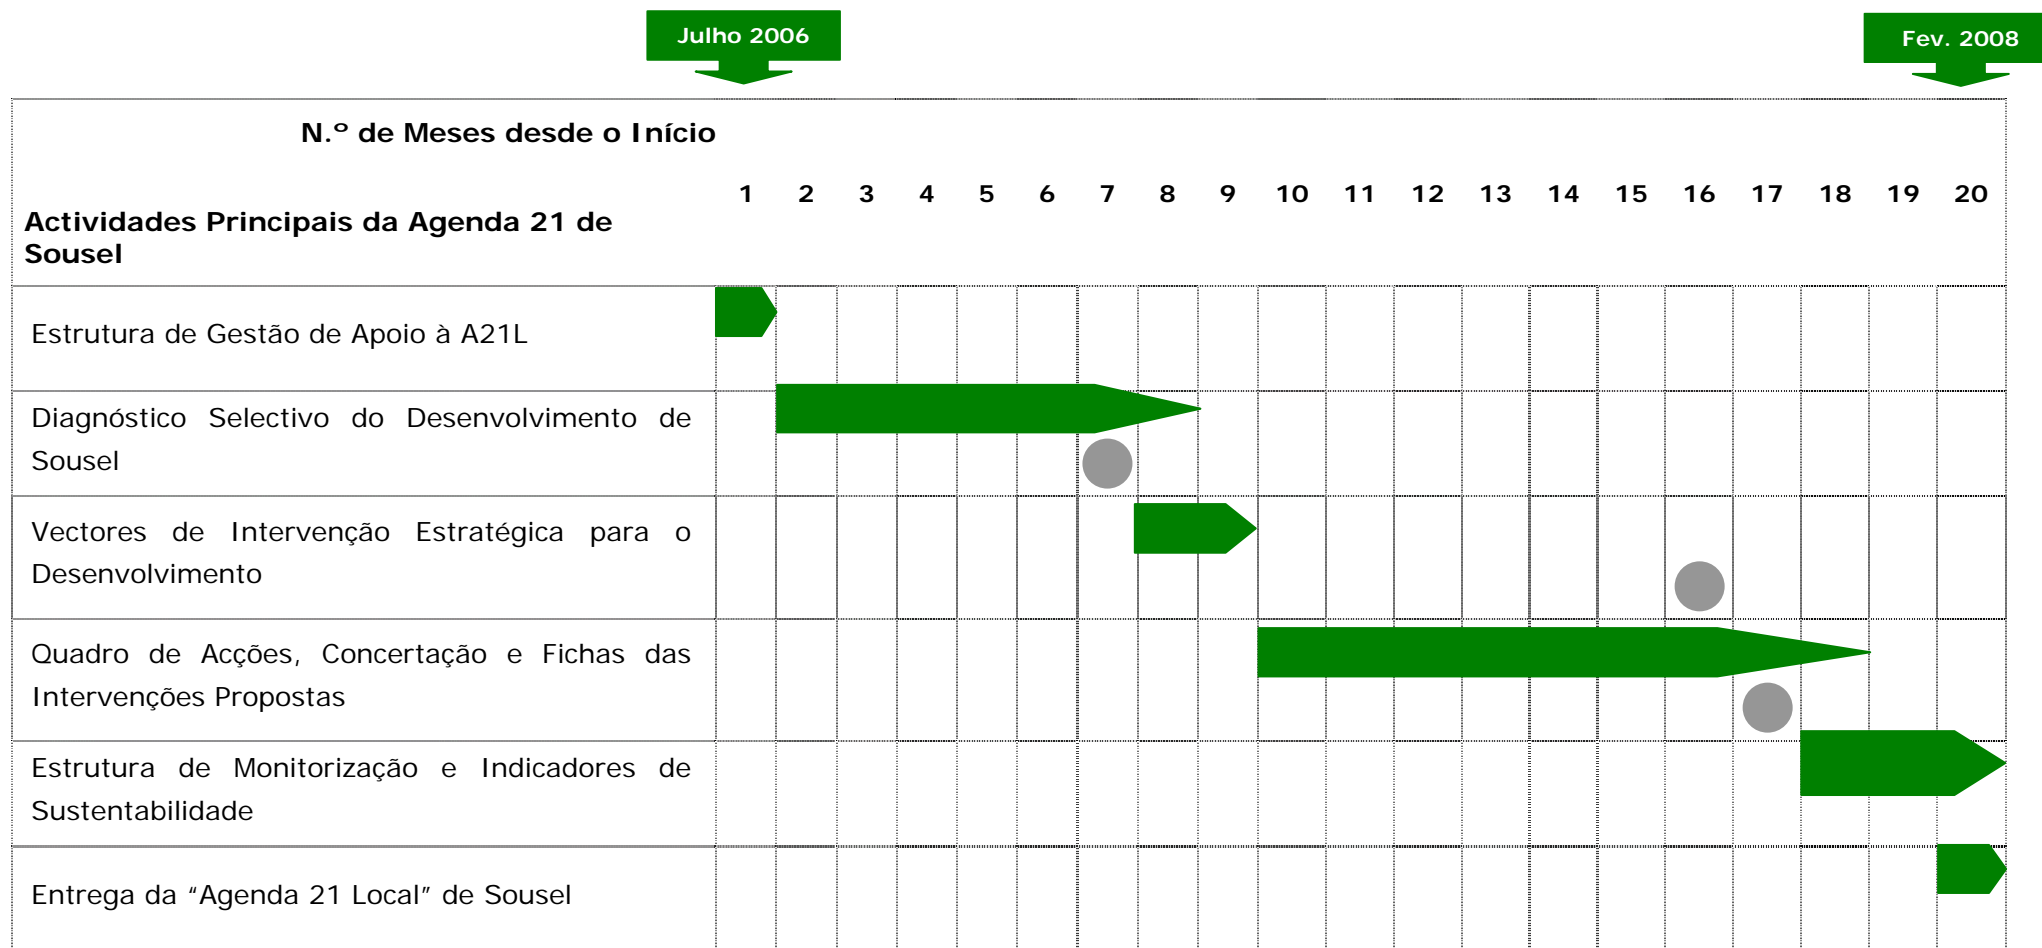 Julho 2006
Fev. 2008
N.º de Meses desde o Início
1 2 3 4 5 6 7 8 9 10 11 12 13 14 15 16 17 18 19 20
Actividades Principais da Agenda 21 de
Sousel
Estrutura de Gestão de Apoio à A21L
Diagnóstico Selectivo do Desenvolvimento de
Sousel
Vectores de Intervenção Estratégica para o
Desenvolvimento
Quadro de Acções, Concertação e Fichas das
Intervenções Propostas
Estrutura de Monitorização e Indicadores de
Sustentabilidade
Entrega da “Agenda 21 Local” de Sousel